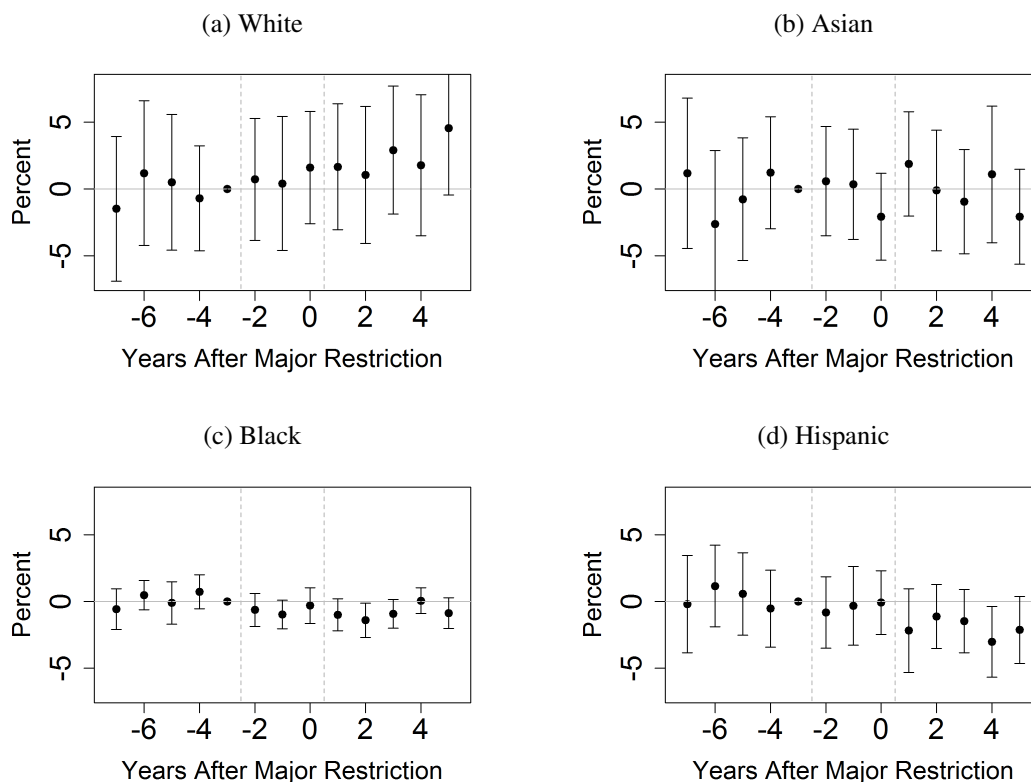 (a) White
5
0
-5
Percent
-6 -4 -2 0 2 4
Years After Major Restriction
(b) Asian
5
0
-5
Percent
-6 -4 -2 0 2 4
Years After Major Restriction
(c) Black
5
0
-5
Percent
-6 -4 -2 0 2 4
Years After Major Restriction
(d) Hispanic
5
0
-5
Percent
-6 -4 -2 0 2 4
Years After Major Restriction